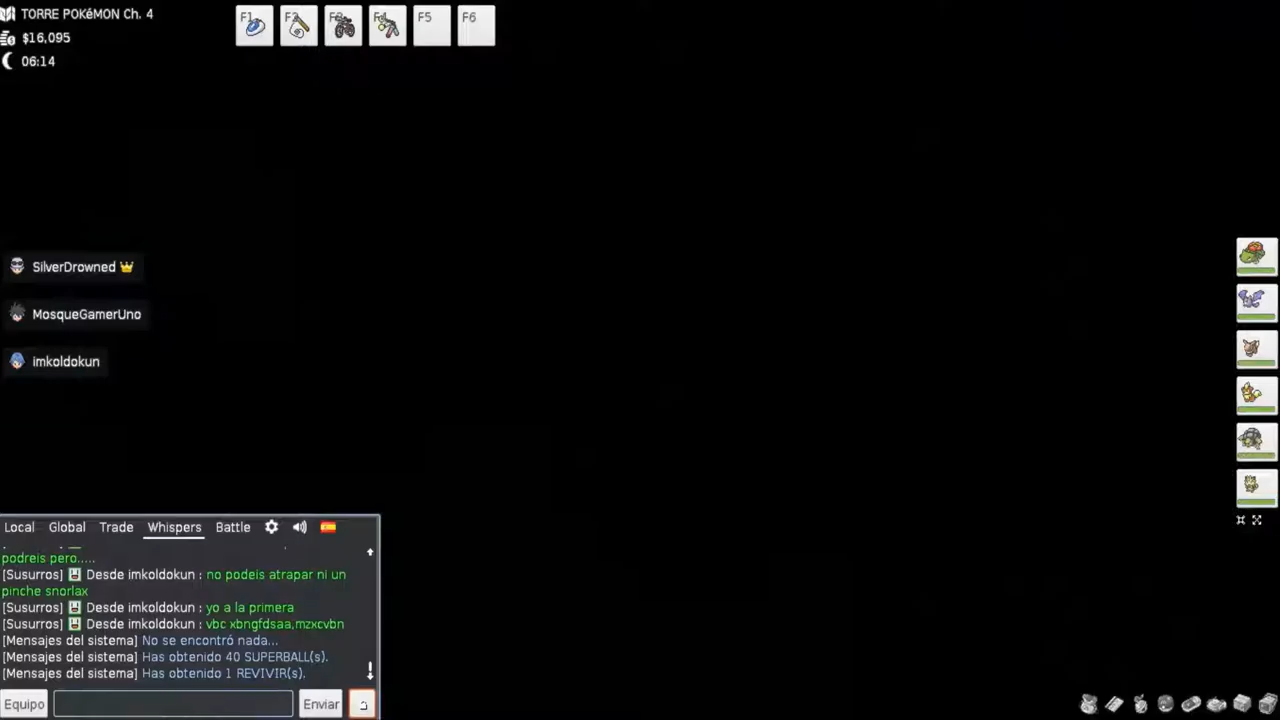 TORRE POKéMON Ch. 4
$16,095
06:14
F1 F2 F3 F4 F5 F6
SilverDrowned
MosqueGamerUno
imkoldokun
Local Global Trade Whispers Battle
podreis pero.....
[Susurros] Desde imkoldokun : no podeis atrapar ni un
pinche snorlax
[Susurros] Desde imkoldokun : yo a la primera
[Susurros] Desde imkoldokun : vbc xbngfdsaa,mzxcvbn
[Mensajes del sistema] No se encontró nada...
[Mensajes del sistema] Has obtenido 40 SUPERBALL(s).
[Mensajes del sistema] Has obtenido 1 REVIVIR(s).
Equipo Enviar